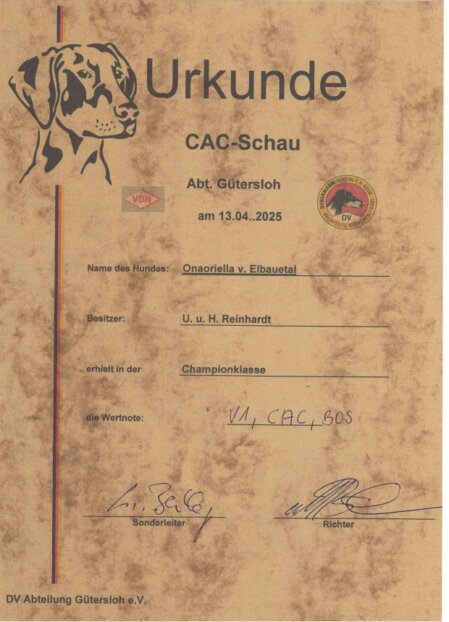 Urkunde
CAC-Schau
Abt. Gütersloh
VDH
am 13.04..2025
DV
Name des Hundes: Onaoriella v. Elbauetal
Besitzer: U. u. H. Reinhardt
erhielt in der Championklasse
die Wertnote: V1, CAC, BOS
Sonderleiter
Richter
DV Abteilung Gütersloh e.V.